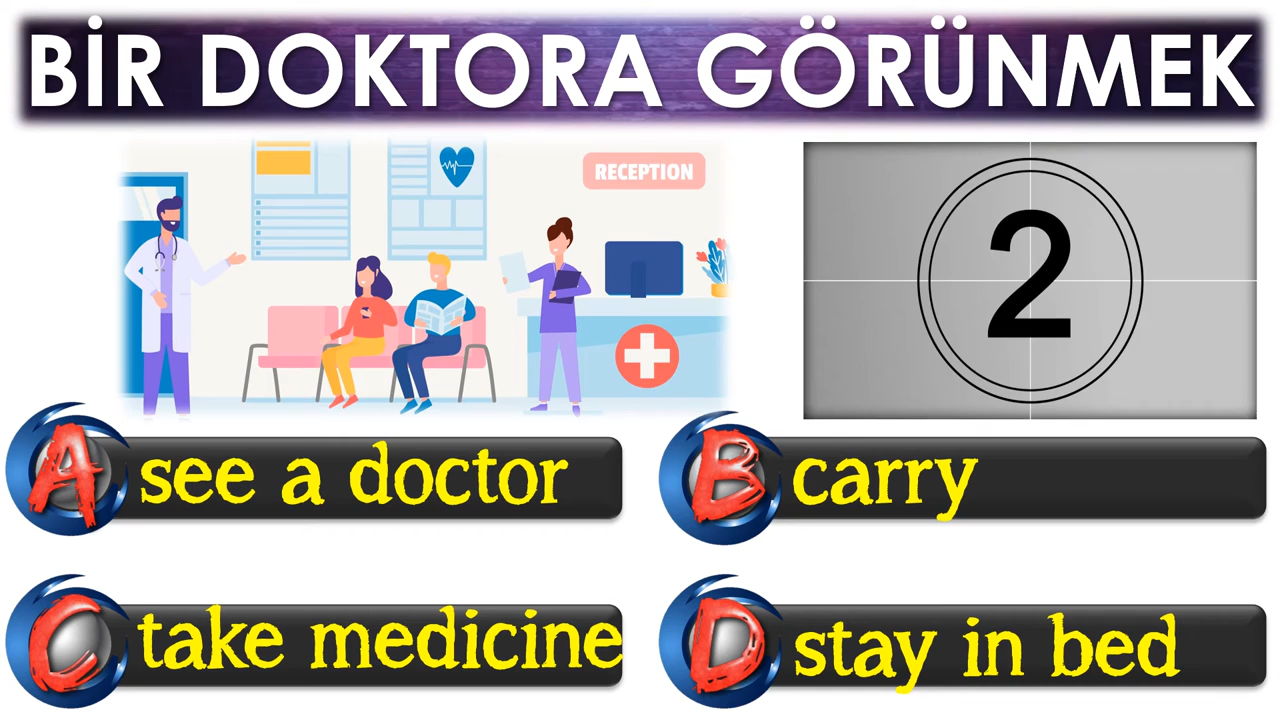 BİR DOKTORA GÖRÜNMEK
RECEPTION
2
A see a doctor
B carry
C take medicine
D stay in bed